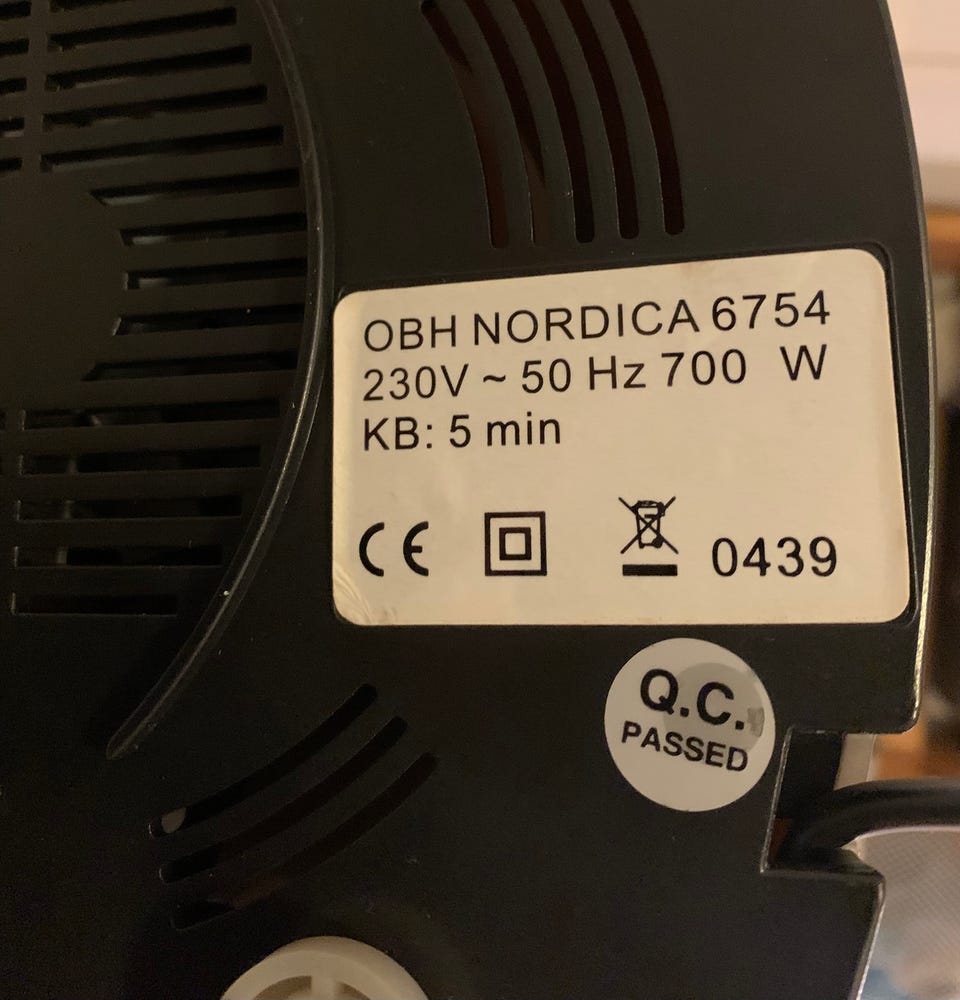 OBH NORDICA 6754
230V ~ 50 Hz 700 W
KB: 5 min
CE 0439
Q.C.
PASSED